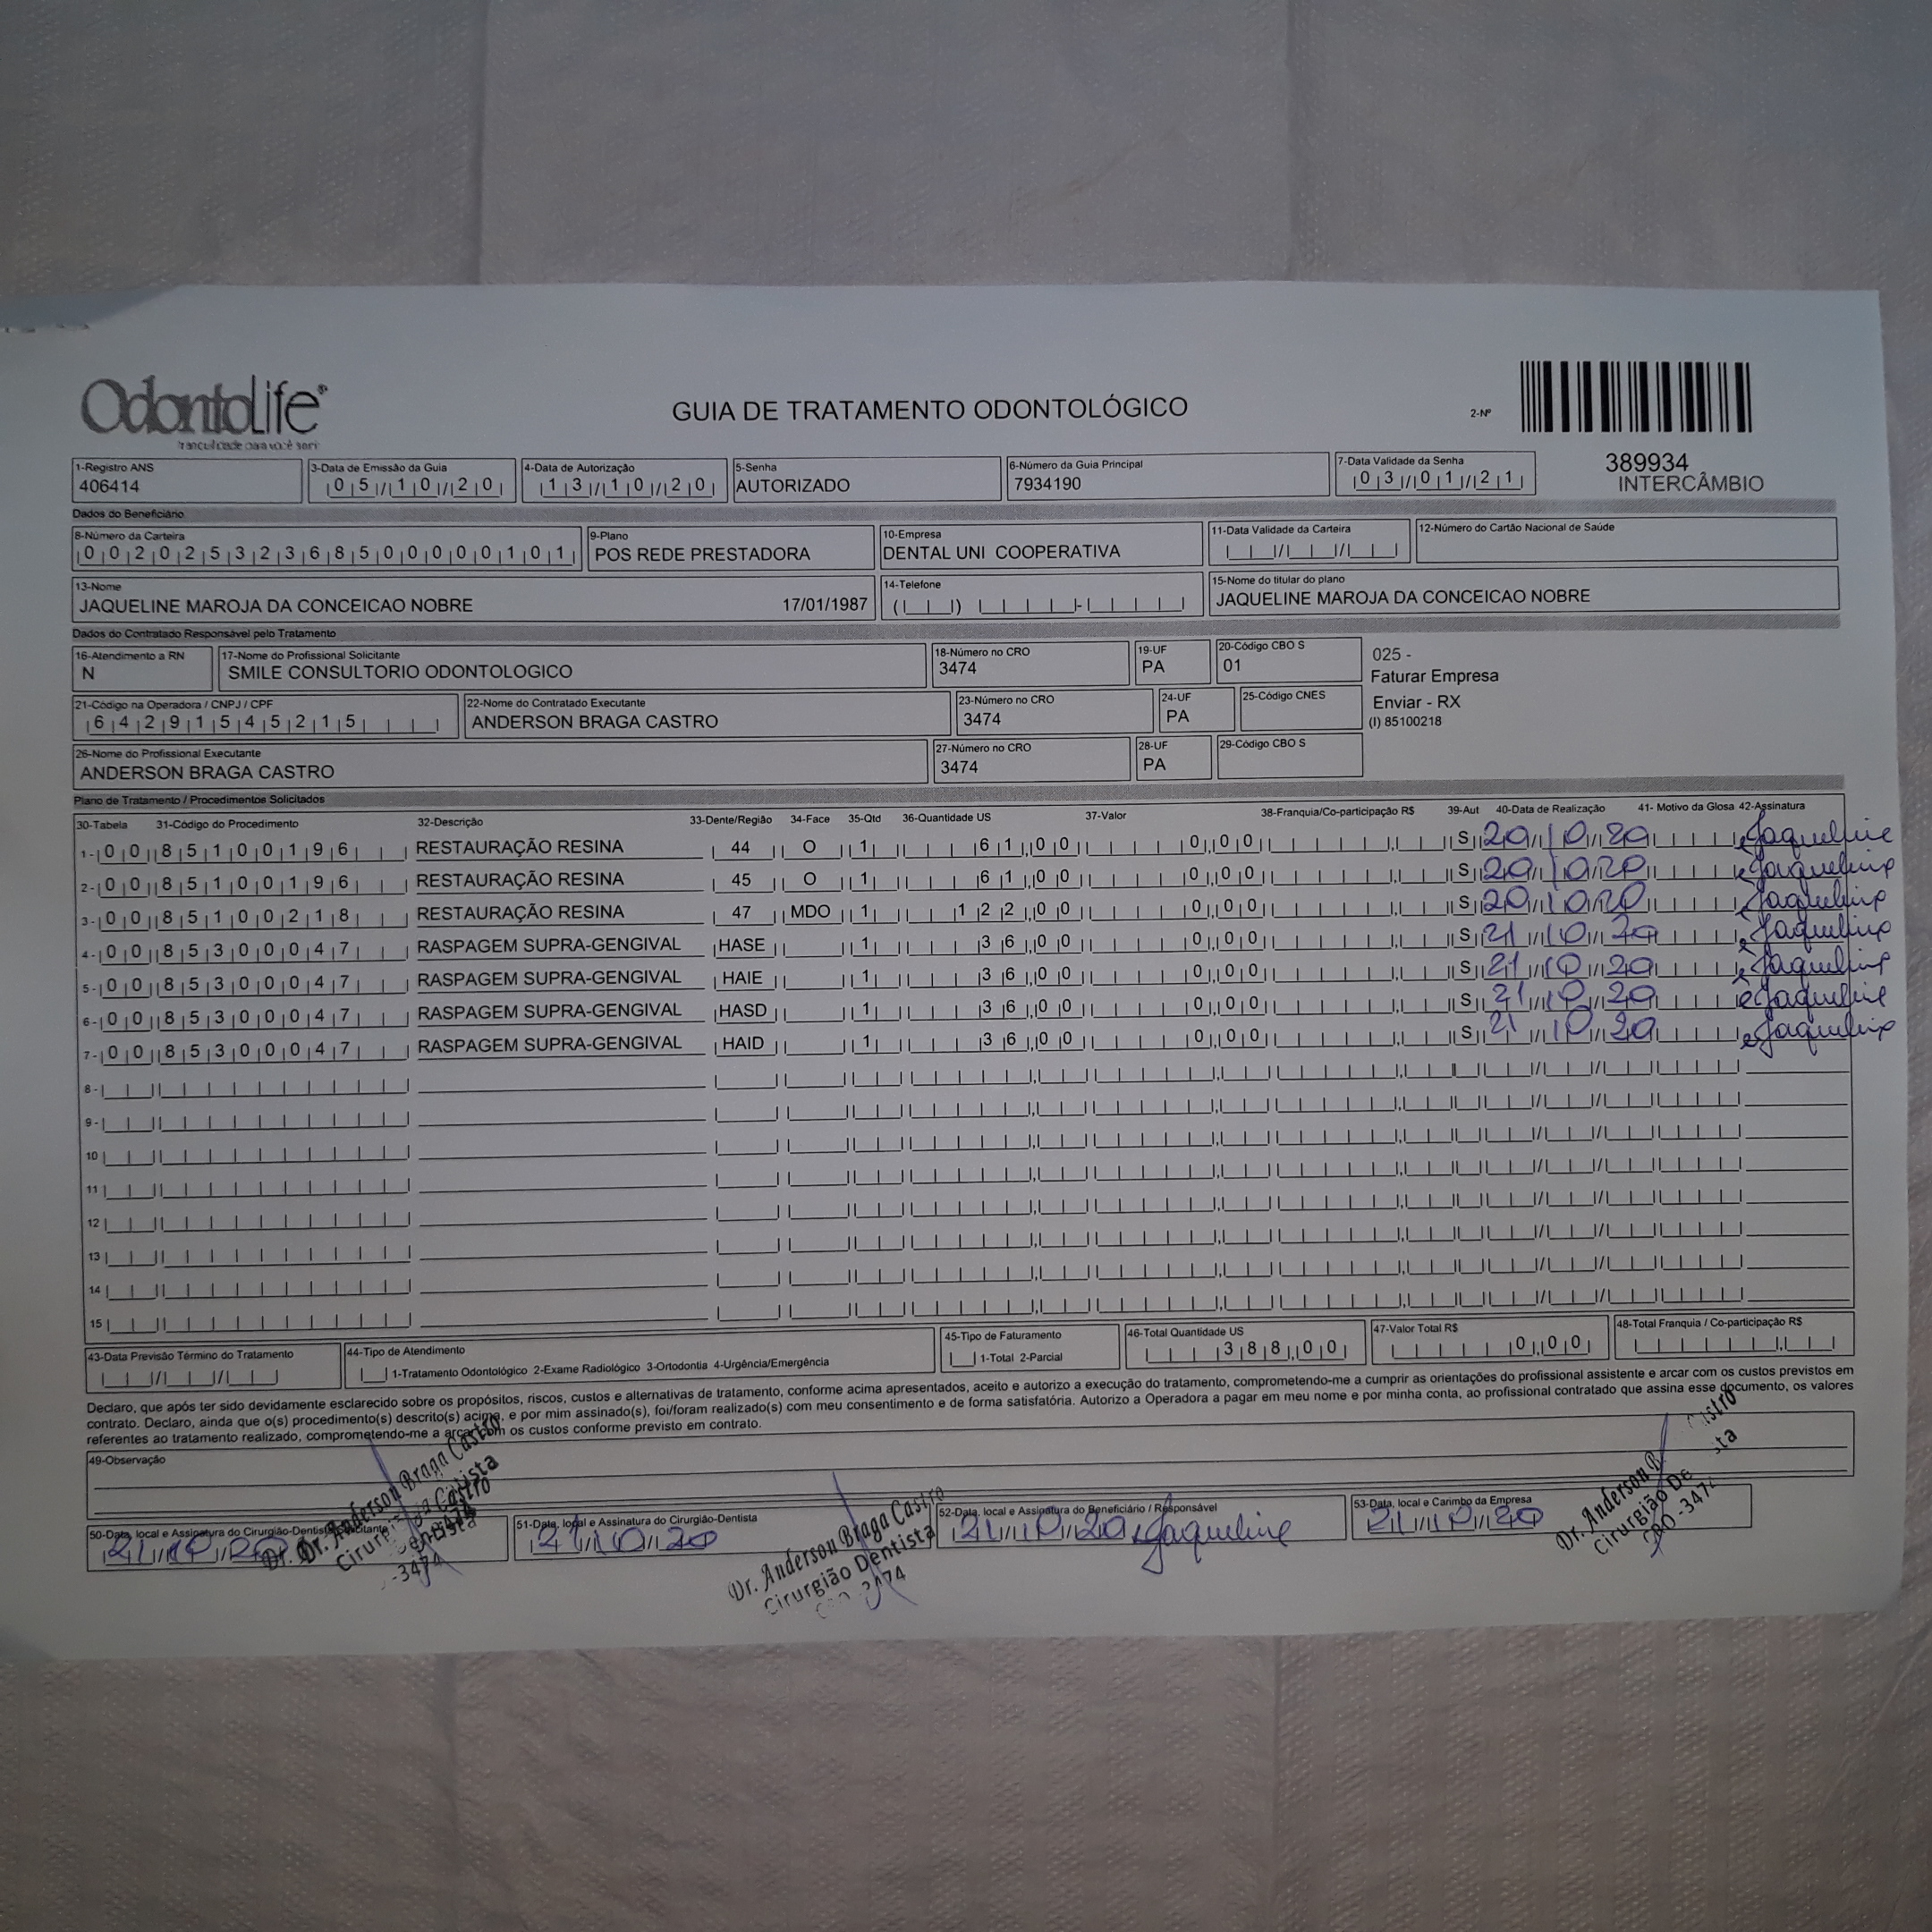 OdontoLife®
tranquilidade para você sorrir
GUIA DE TRATAMENTO ODONTOLÓGICO
2-Nº
389934
INTERCÂMBIO
1-Registro ANS
406414
3-Data de Emissão da Guia
05/10/20
4-Data de Autorização
13/10/20
5-Senha
AUTORIZADO
6-Número da Guia Principal
7934190
7-Data Validade da Senha
03/01/21
Dados do Beneficiário
8-Número da Carteira
00202532368500000101
9-Plano
POS REDE PRESTADORA
10-Empresa
DENTAL UNI COOPERATIVA
11-Data Validade da Carteira
12-Número do Cartão Nacional de Saúde
13-Nome
JAQUELINE MAROJA DA CONCEICAO NOBRE 17/01/1987
14-Telefone
15-Nome do titular do plano
JAQUELINE MAROJA DA CONCEICAO NOBRE
Dados do Contratado Responsável pelo Tratamento
16-Atendimento a RN
N
17-Nome do Profissional Solicitante
SMILE CONSULTORIO ODONTOLOGICO
18-Número no CRO
3474
19-UF
PA
20-Código CBO S
01
025 -
Faturar Empresa
Enviar - RX
(I) 85100218
21-Código na Operadora / CNPJ / CPF
64291545215
22-Nome do Contratado Executante
ANDERSON BRAGA CASTRO
23-Número no CRO
3474
24-UF
PA
25-Código CNES
26-Nome do Profissional Executante
ANDERSON BRAGA CASTRO
27-Número no CRO
3474
28-UF
PA
29-Código CBO S
Plano de Tratamento / Procedimentos Solicitados
30-Tabela 31-Código do Procedimento 32-Descrição 33-Dente/Região 34-Face 35-Qtd 36-Quantidade US 37-Valor 38-Franquia/Co-participação R$ 39-Aut 40-Data de Realização 41- Motivo da Glosa 42-Assinatura
1- 00 85100196 RESTAURAÇÃO RESINA 44 O 1 61,00 0,00 S 20/10/20 Jaqueline
2- 00 85100196 RESTAURAÇÃO RESINA 45 O 1 61,00 0,00 S 20/10/20 Jaqueline
3- 00 85100218 RESTAURAÇÃO RESINA 47 MDO 1 122,00 0,00 S 20/10/20 Jaqueline
4- 00 85300047 RASPAGEM SUPRA-GENGIVAL HASE 1 36,00 0,00 S 21/10/20 Jaqueline
5- 00 85300047 RASPAGEM SUPRA-GENGIVAL HAIE 1 36,00 0,00 S 21/10/20 Jaqueline
6- 00 85300047 RASPAGEM SUPRA-GENGIVAL HASD 1 36,00 0,00 S 21/10/20 Jaqueline
7- 00 85300047 RASPAGEM SUPRA-GENGIVAL HAID 1 36,00 0,00 S 21/10/20 Jaqueline
8-
9-
10
11
12
13
14
15
43-Data Previsão Término do Tratamento
44-Tipo de Atendimento
1-Tratamento Odontológico 2-Exame Radiológico 3-Ortodontia 4-Urgência/Emergência
45-Tipo de Faturamento
1-Total 2-Parcial
46-Total Quantidade US
388,00
47-Valor Total R$
0,00
48-Total Franquia / Co-participação R$
Declaro, que após ter sido devidamente esclarecido sobre os propósitos, riscos, custos e alternativas de tratamento, conforme acima apresentados, aceito e autorizo a execução do tratamento, comprometendo-me a cumprir as orientações do profissional assistente e arcar com os custos previstos em
contrato. Declaro, ainda que o(s) procedimento(s) descrito(s) acima, e por mim assinado(s), foi/foram realizado(s) com meu consentimento e de forma satisfatória. Autorizo a Operadora a pagar em meu nome e por minha conta, ao profissional contratado que assina esse documento, os valores
referentes ao tratamento realizado, comprometendo-me a arcar com os custos conforme previsto em contrato.
49-Observação
50-Data, local e Assinatura do Cirurgião-Dentista Solicitante
21/10/20
Dr. Anderson Braga Castro
51-Data, local e Assinatura do Cirurgião-Dentista
21/10/20
Dr. Anderson Braga Castro
Cirurgião Dentista
52-Data, local e Assinatura do Beneficiário / Responsável
21/10/20 Jaqueline
53-Data, local e Carimbo da Empresa
21/10/20
Dr. Anderson
Cirurgião
CRO-3474